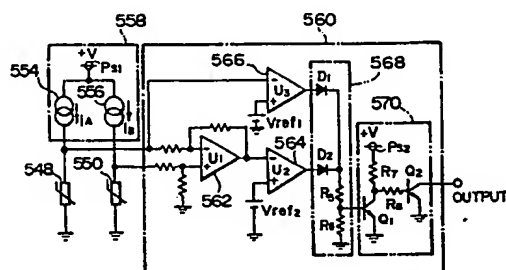 558
560
+V
Ps1
554
556
iA
iB
566
U3
D1
568
Vref1
570
+V
Ps2
564
548
550
U1
562
U2
D2
R7
Q2
R5
R8
OUTPUT
Vref2
R6
Q1